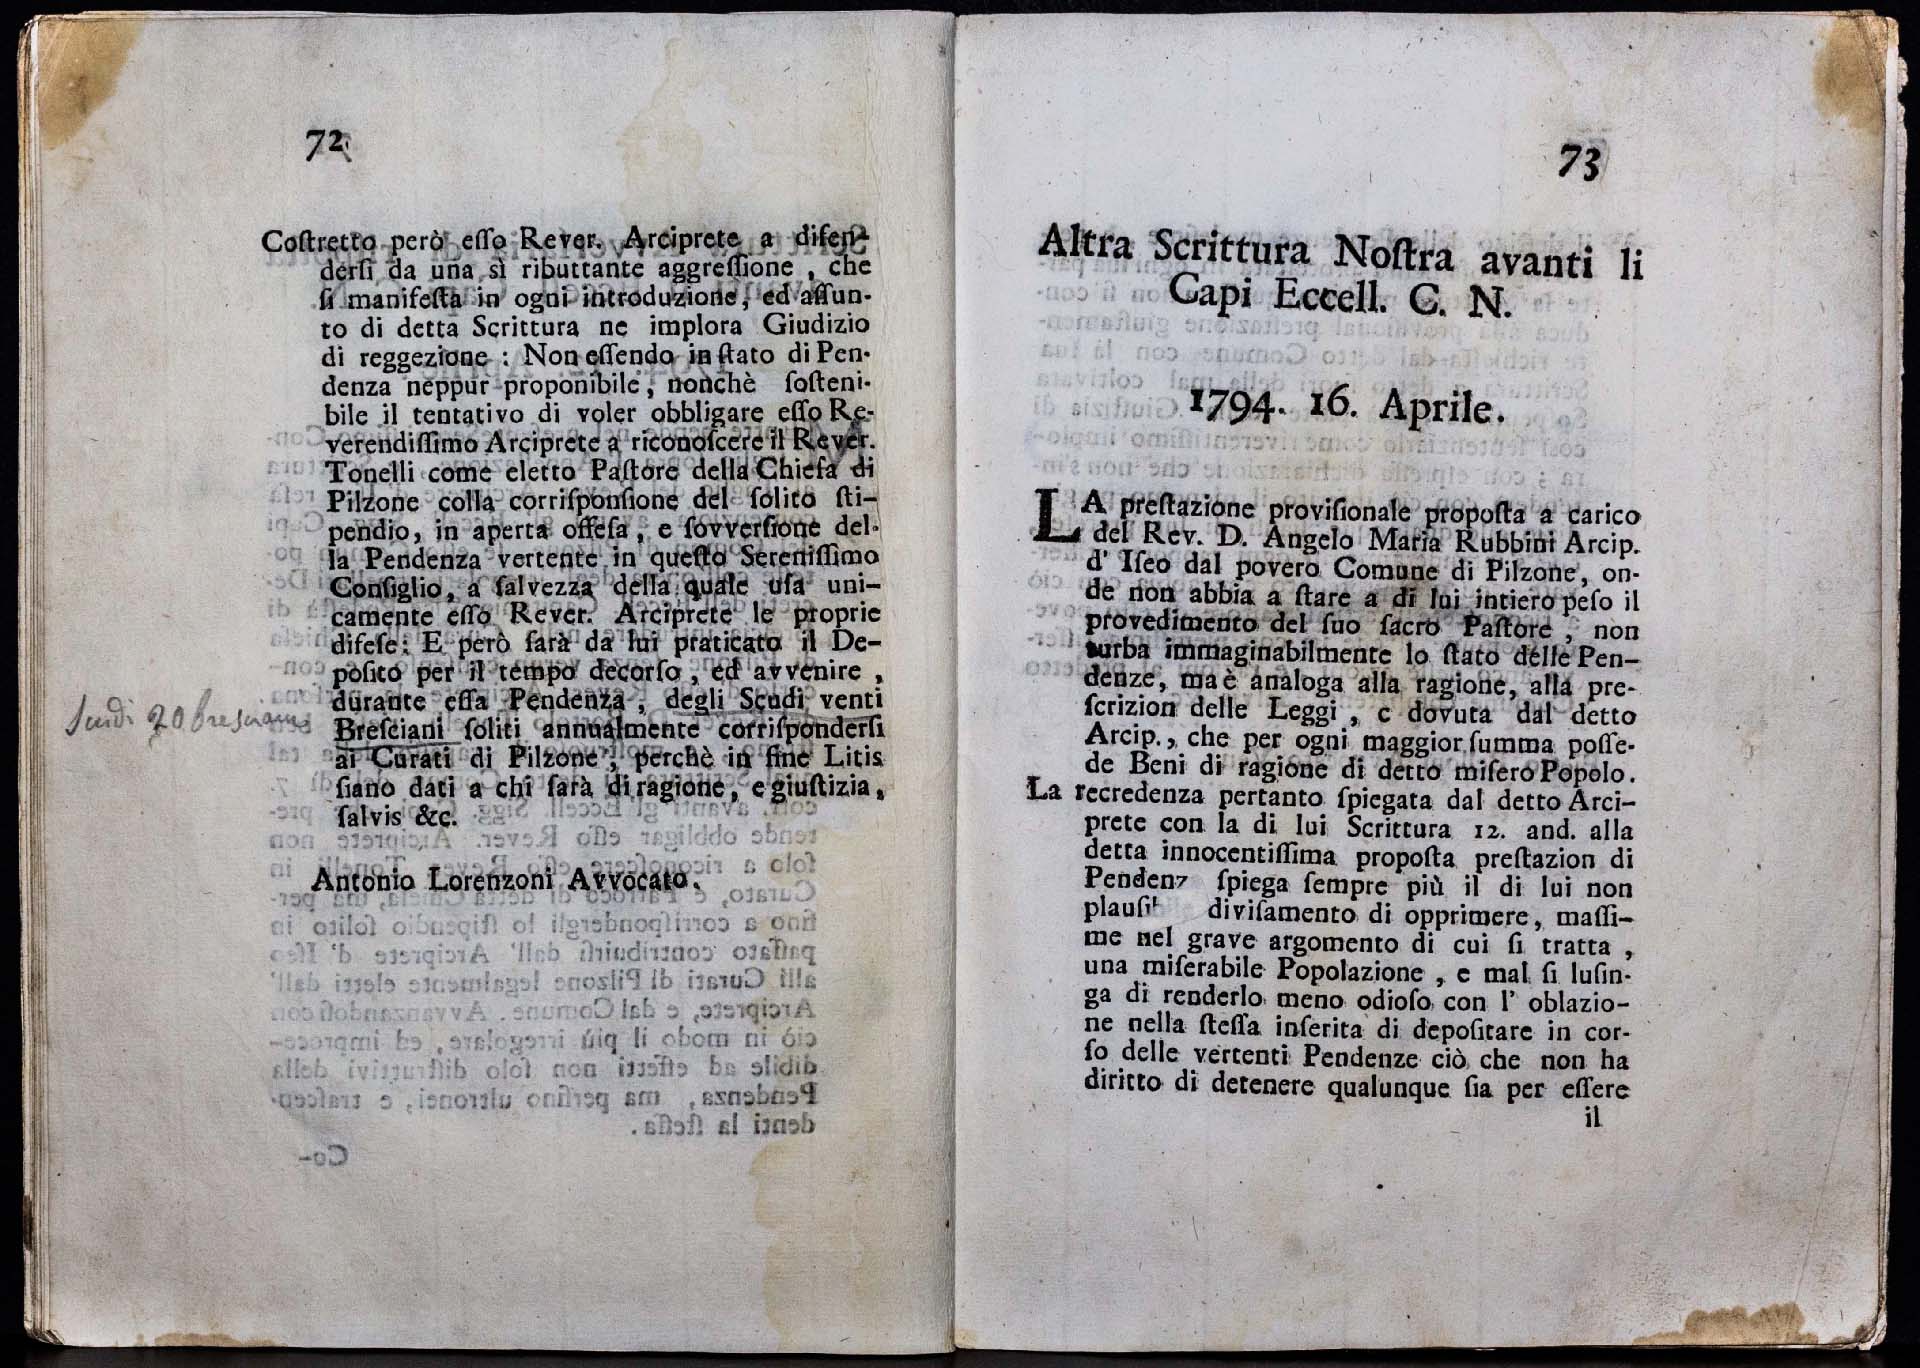 72
Coſtretto però eſſo Rever. Arciprete a difen-
derſi da una sì ributtante aggreſſione, che
ſi manifeſta in ogni introduzione, ed aſſun-
to di detta Scrittura ne implora Giudizio
di reggezione: Non eſſendo in ſtato di Pen-
denza neppur proponibile, nonchè ſoſteni-
bile il tentativo di voler obbligare eſſo Re-
verendiſſimo Arciprete a riconoſcere il Rever.
Tonelli come eletto Paſtore della Chieſa di
Pilzone colla corriſponſione del ſolito ſti-
pendio, in aperta offeſa, e ſovverſione del-
la Pendenza vertente in queſto Sereniſſimo
Conſiglio, a ſalvezza della quale uſa uni-
camente eſſo Rever. Arciprete le proprie
difeſe: E però ſarà da lui praticato il De-
poſito per il tempo decorſo, ed avvenire,
durante eſſa Pendenza, degli Scudi venti
Scudi 20 bresciani
Breſciani ſoliti annualmente corriſponderſi
ai Curati di Pilzone, perchè in fine Litis
ſiano dati a chi ſarà di ragione, e giuſtizia,
ſalvis &c.
Antonio Lorenzoni Avvocato.
73
Altra Scrittura Noſtra avanti li
Capi Eccell. C. N.
1794. 16. Aprile.
LA preſtazione proviſionale propoſta a carico
del Rev. D. Angelo Maria Rubbini Arcip.
d' Iſeo dal povero Comune di Pilzone, on-
de non abbia a ſtare a di lui intiero peſo il
provedimento del ſuo ſacro Paſtore, non
turba immaginabilmente lo ſtato delle Pen-
denze, ma è analoga alla ragione, alla pre-
ſcrizion delle Leggi, e dovuta dal detto
Arcip., che per ogni maggior ſumma poſſe-
de Beni di ragione di detto miſero Popolo.
La recredenza pertanto ſpiegata dal detto Arci-
prete con la di lui Scrittura 12. and. alla
detta innocentiſſima propoſta preſtazion di
Pendenz ſpiega ſempre più il di lui non
plauſi diviſamento di opprimere, maſſi-
me nel grave argomento di cui ſi tratta,
una miſerabile Popolazione, e mal ſi luſin-
ga di renderlo meno odioſo con l' oblazio-
ne nella ſteſſa inſerita di depoſitare in cor-
ſo delle vertenti Pendenze ciò che non ha
diritto di detenere qualunque ſia per eſſere
il